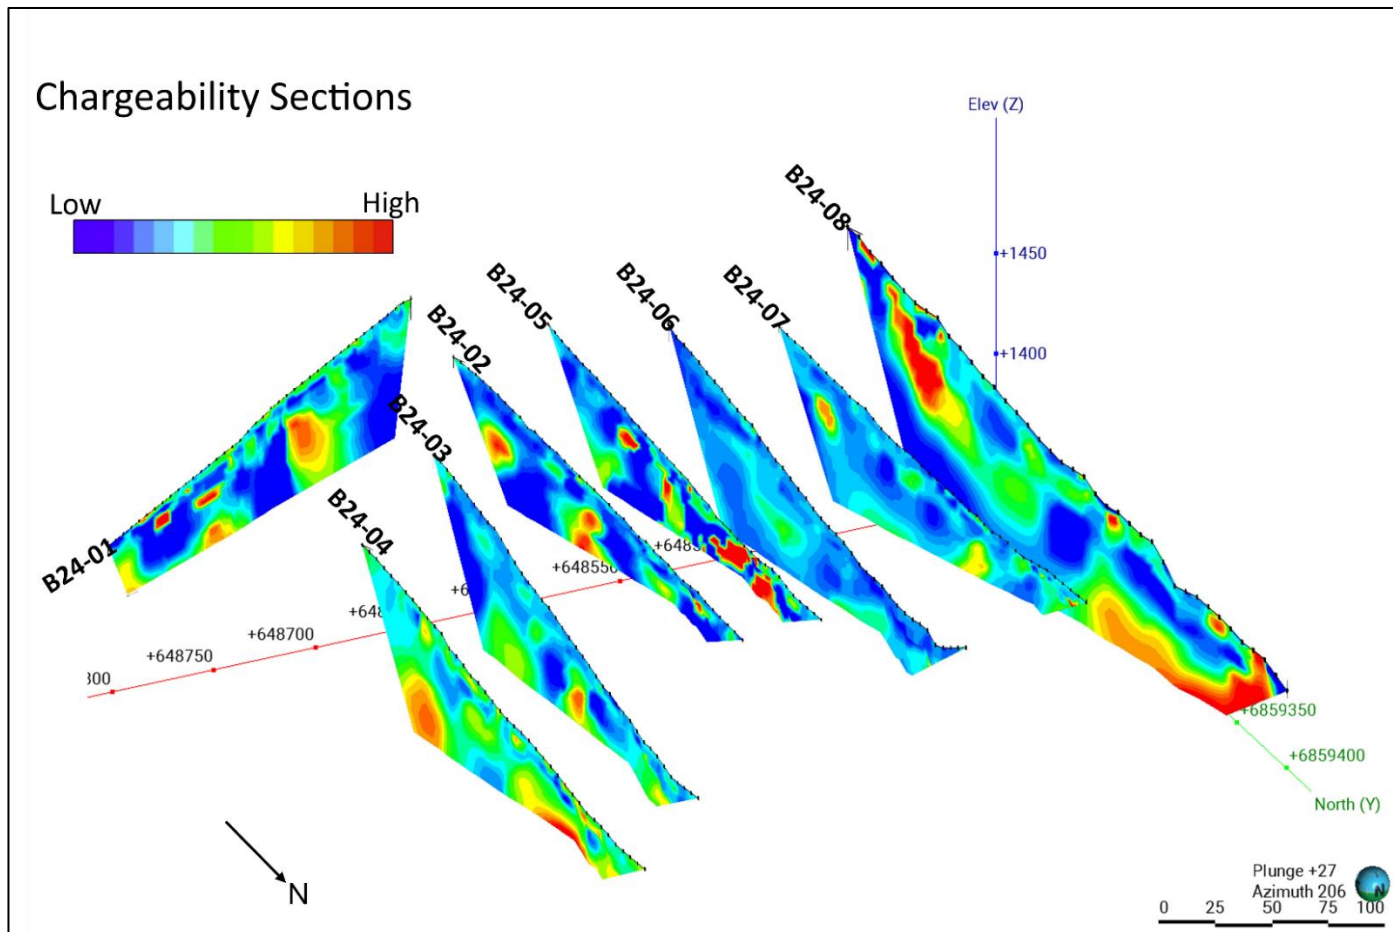 Chargeability Sections
Low High
Elev (Z)
+1450
+1400
B24-08
B24-07
B24-06
B24-05
B24-02
B24-03
B24-04
B24-01
+648550
+648700
+648750
+6859350
+6859400
North (Y)
N
Plunge +27
Azimuth 206
N
0 25 50 75 100